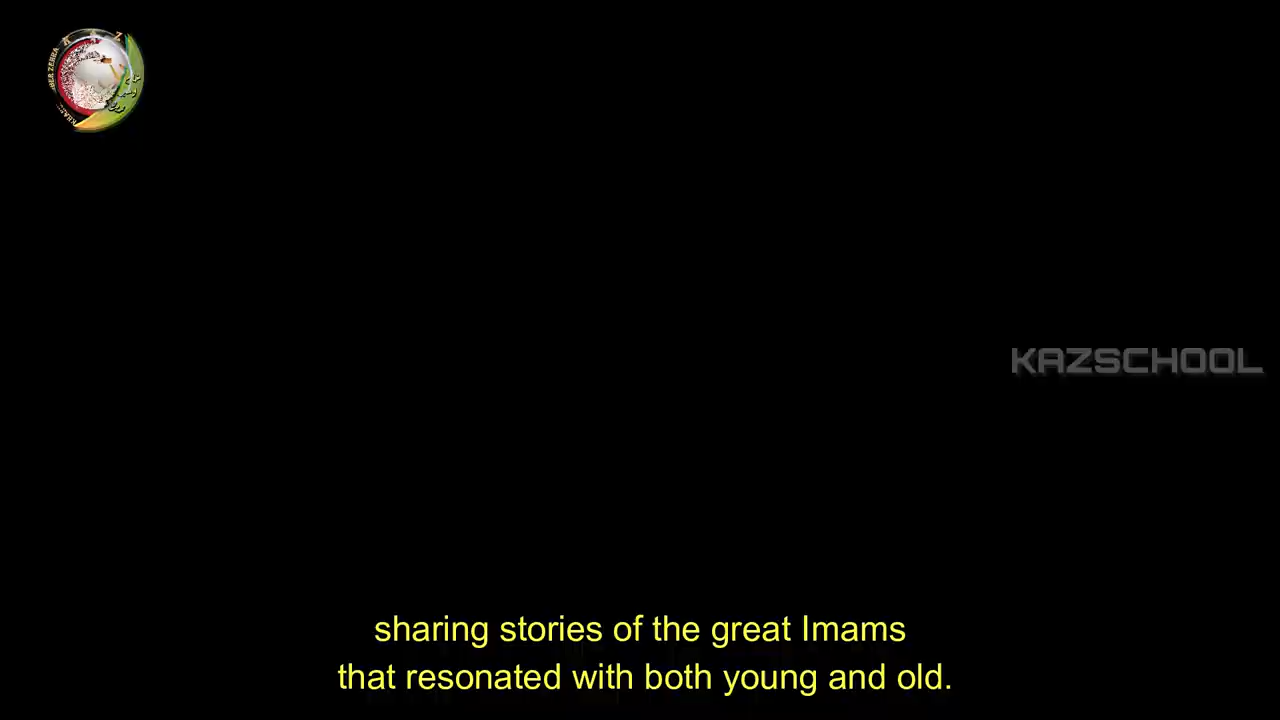 K A Z
KAZSCHOOL
sharing stories of the great Imams
that resonated with both young and old.